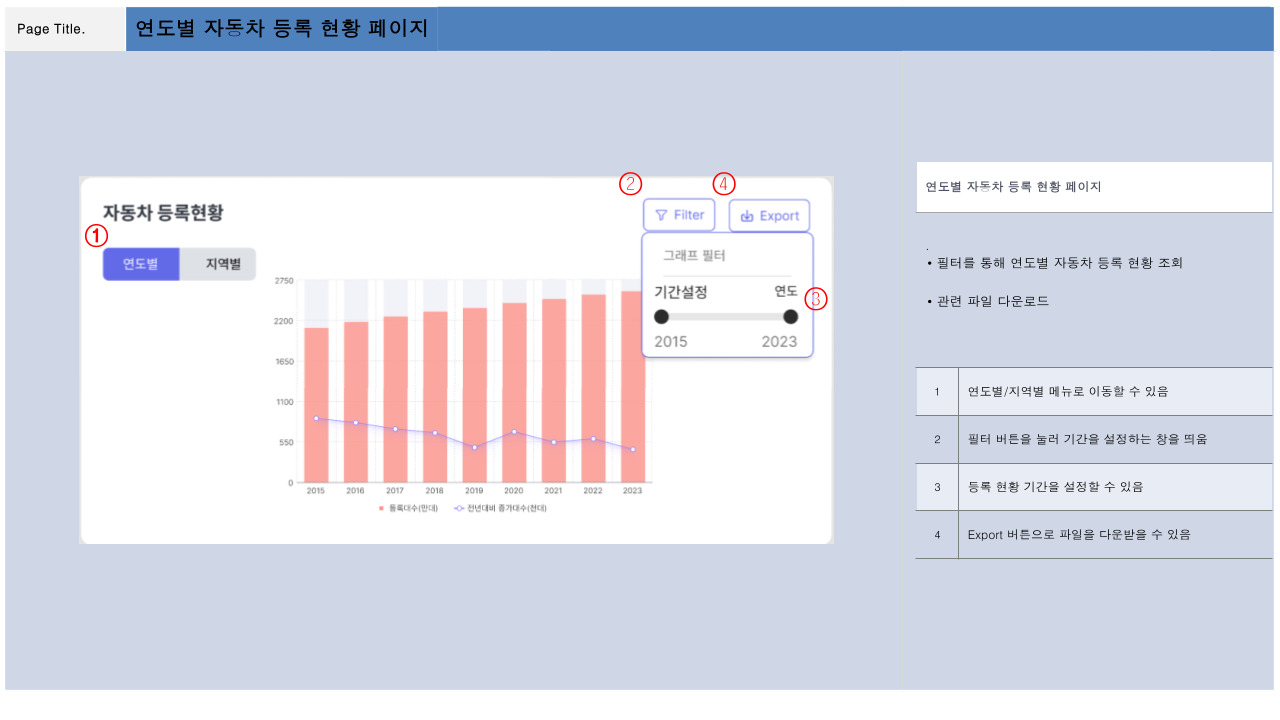 Page Title.
연도별 자동차 등록 현황 페이지
자동차 등록현황
②
④
Filter
Export
①
연도별
지역별
그래프 필터
기간설정
연도
③
2015
2023
2750
2200
1650
1100
550
0
2015 2016 2017 2018 2019 2020 2021 2022 2023
등록대수(만대)
전년대비 증가대수(천대)
연도별 자동차 등록 현황 페이지
.
• 필터를 통해 연도별 자동차 등록 현황 조회
• 관련 파일 다운로드
1 연도별/지역별 메뉴로 이동할 수 있음
2 필터 버튼을 눌러 기간을 설정하는 창을 띄움
3 등록 현황 기간을 설정할 수 있음
4 Export 버튼으로 파일을 다운받을 수 있음